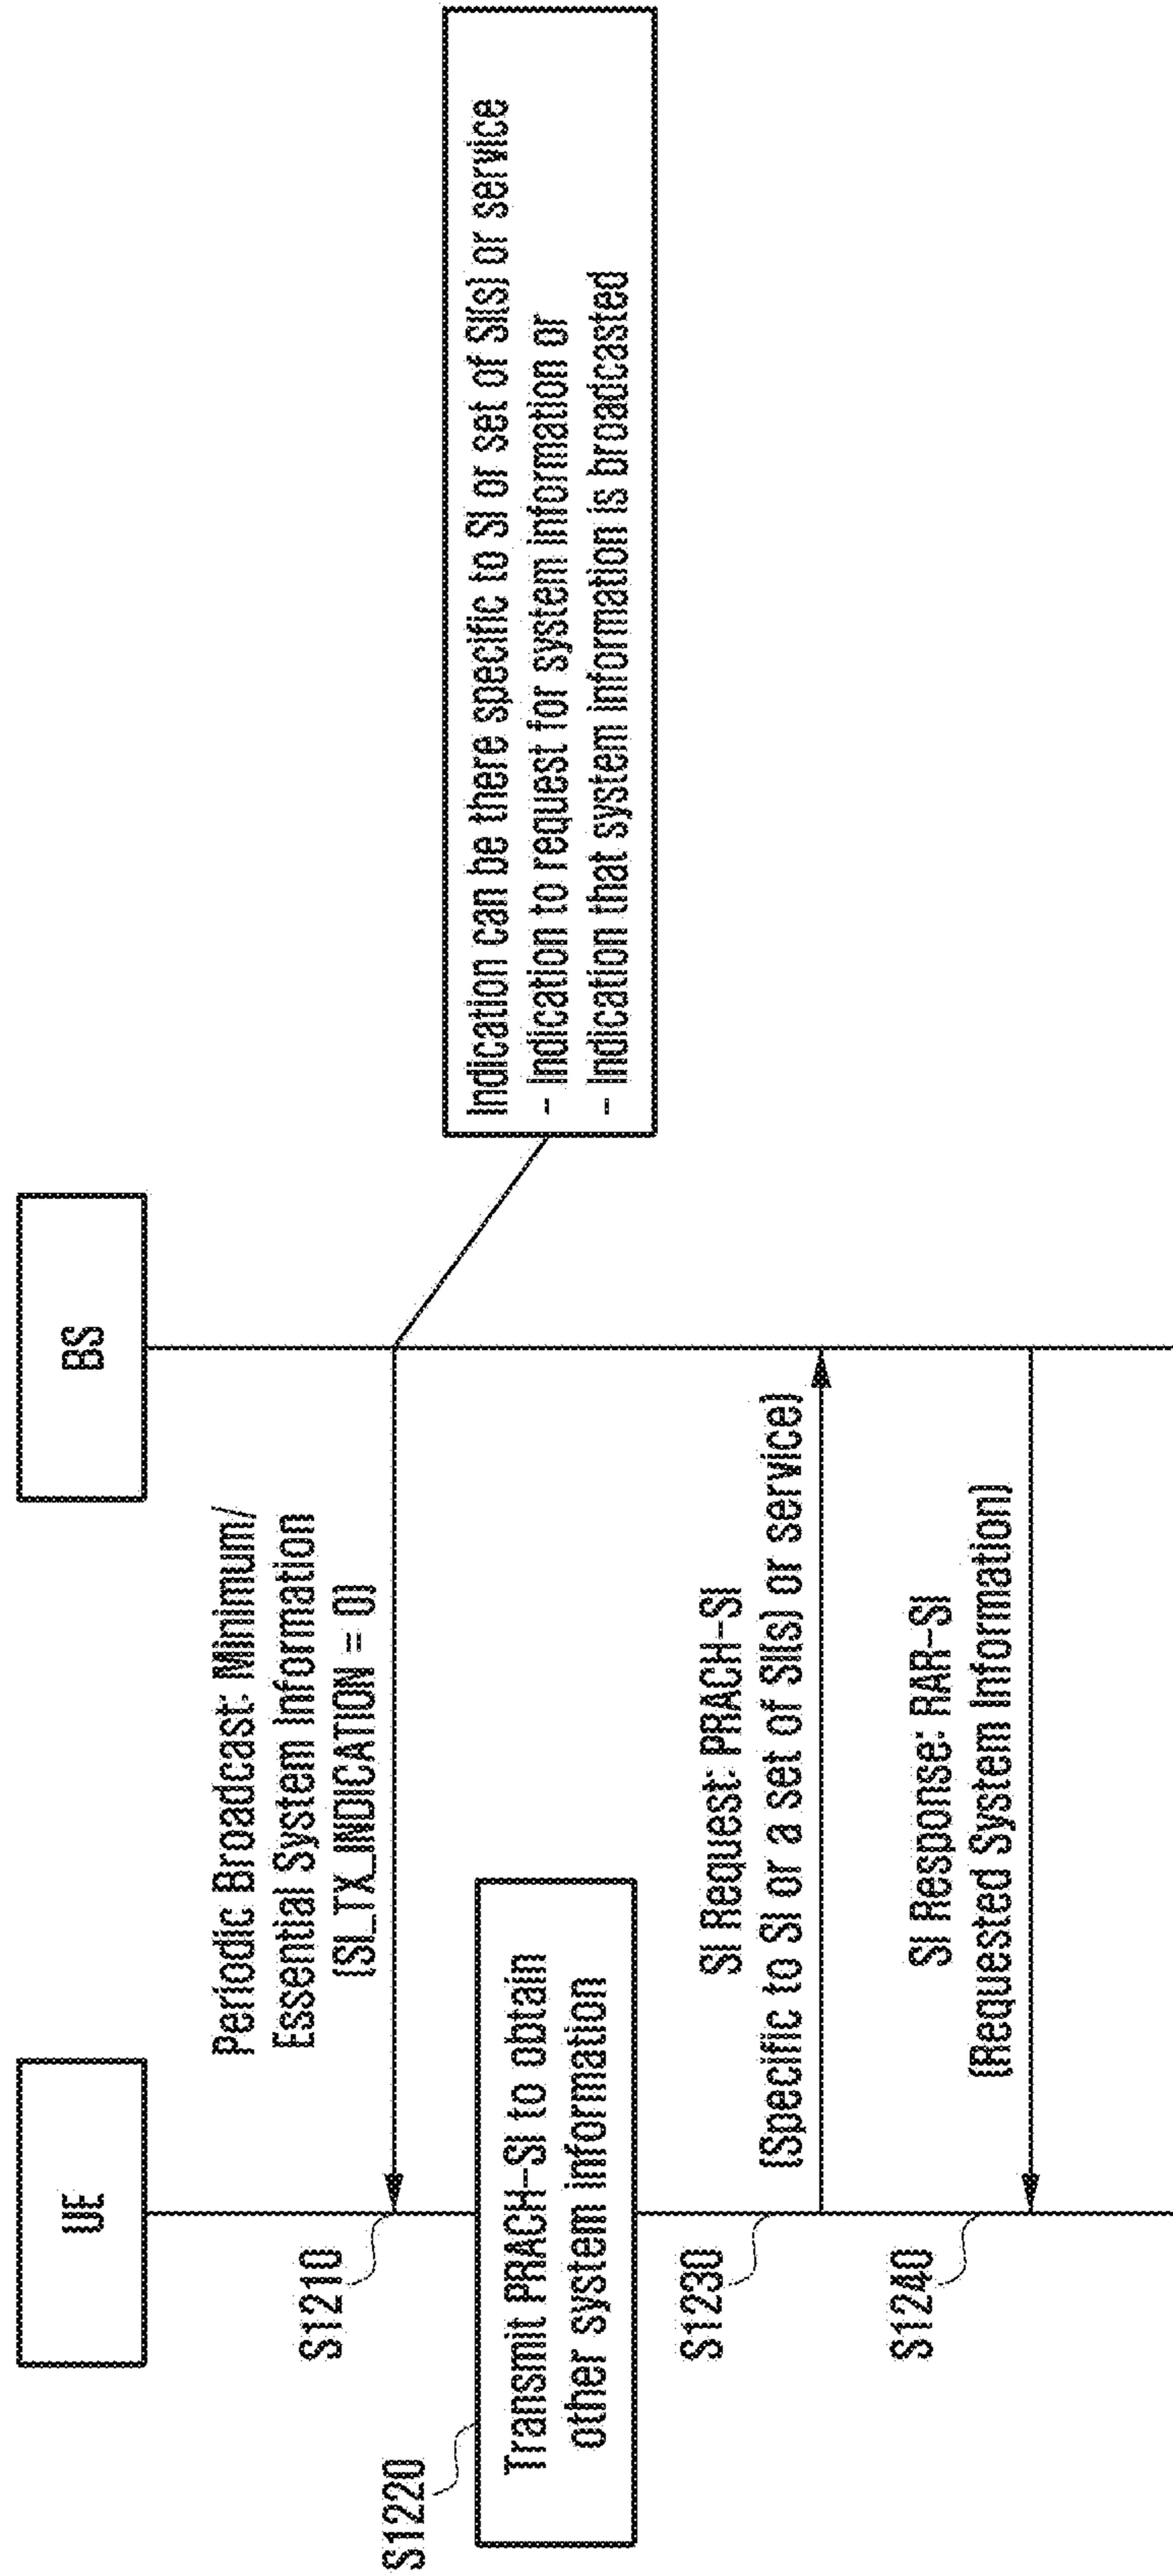 UE
BS
S1210
Periodic Broadcast: Minimum/
Essential System Information
(SI_TX_INDICATION = 0)
Indication can be there specific to SI or set of SI(s) or service
- Indication to request for system information or
- Indication that system information is broadcasted
S1220
Transmit PRACH-SI to obtain
other system information
S1230
SI Request: PRACH-SI
(Specific to SI or a set of SI(s) or service)
S1240
SI Response: RAR-SI
(Requested System Information)